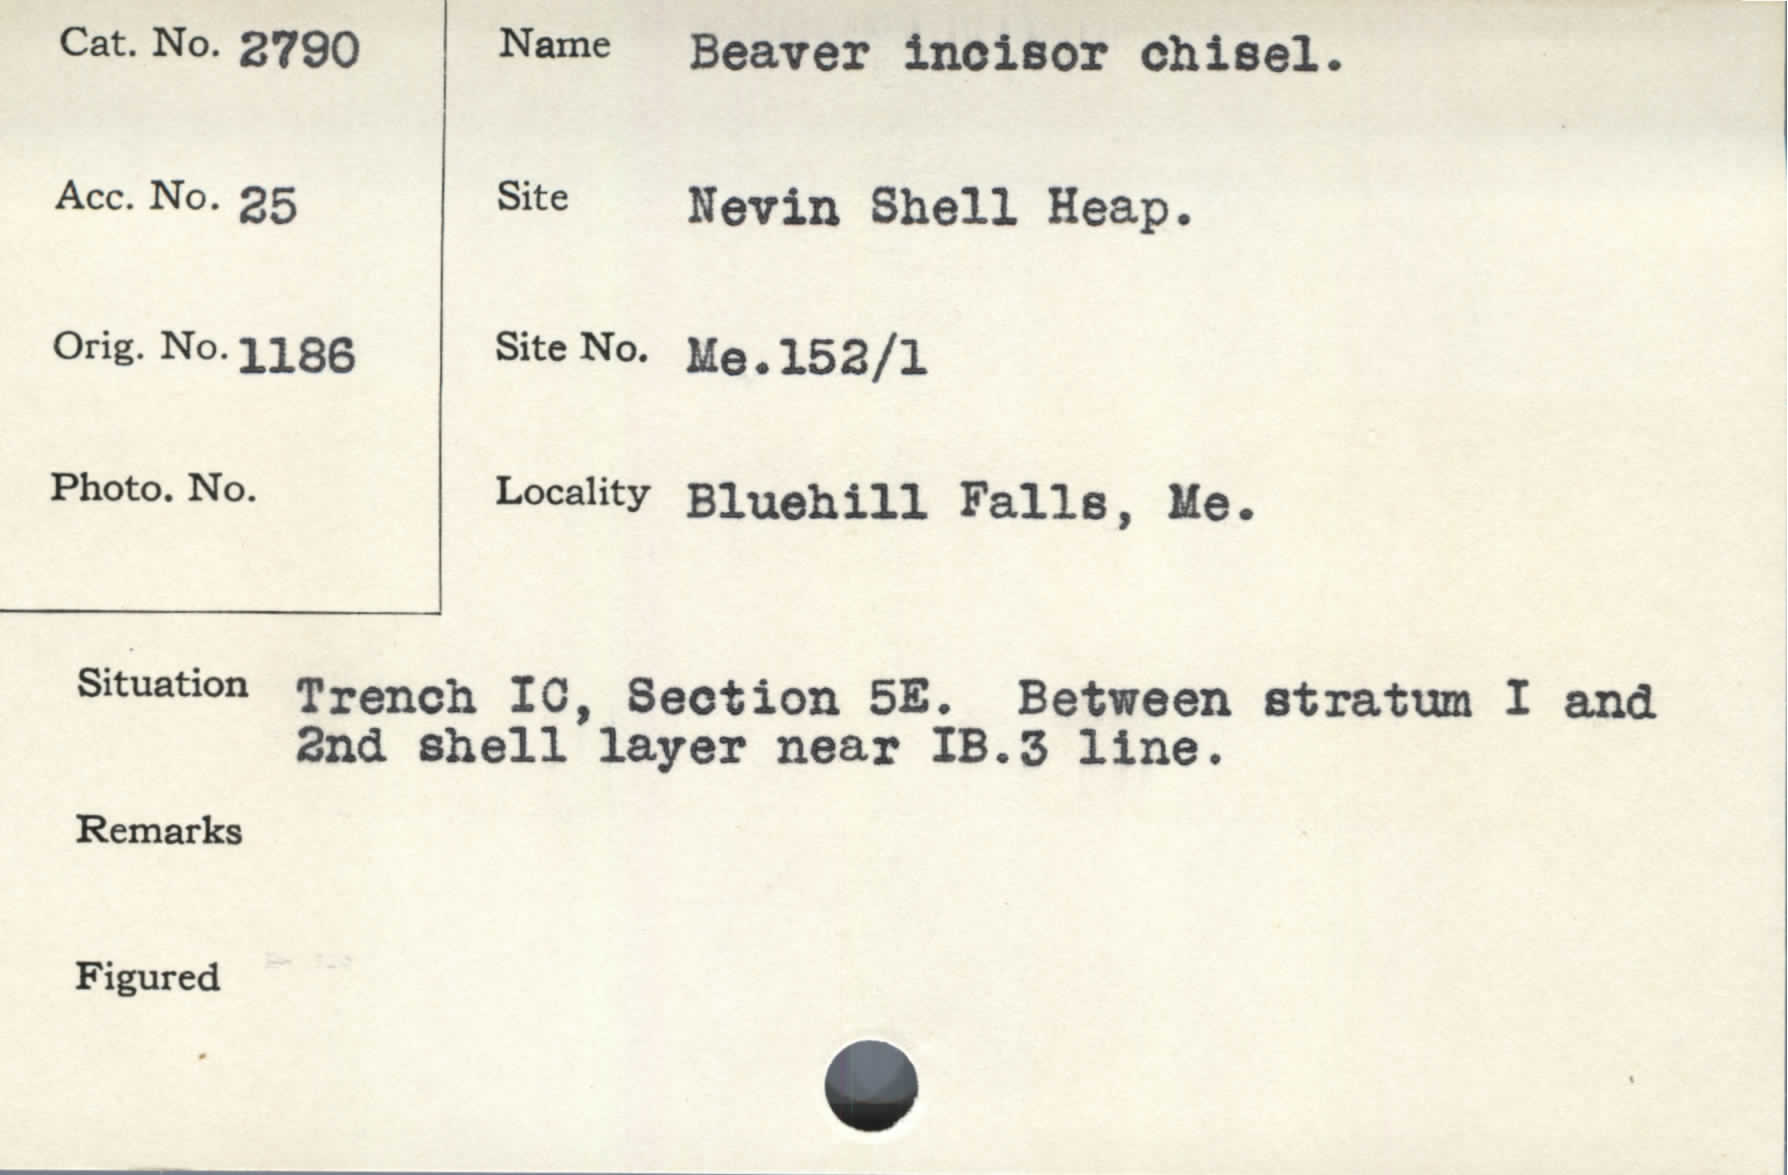 Cat. No. 2790
Name Beaver incisor chisel.
Acc. No. 25
Site Nevin Shell Heap.
Orig. No. 1186
Site No. Me.152/1
Photo. No.
Locality Bluehill Falls, Me.
Situation Trench IC, Section 5E. Between stratum I and
2nd shell layer near IB.3 line.
Remarks
Figured